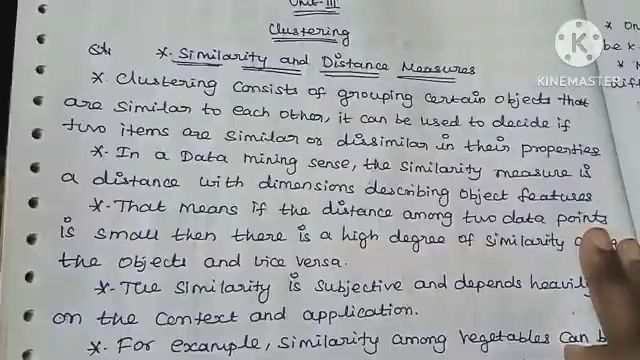 Unit-III
Clustering
*. Similarity and Distance Measures
*. Clustering consists of grouping certain objects that
are similar to each other, it can be used to decide if
two items are similar or dissimilar in their properties
*. In a Data mining sense, the similarity measure is
a distance with dimensions describing object features.
*. That means if the distance among two data points
is small then there is a high degree of similarity
the objects and vice versa.
*. The similarity is subjective and depends heavily
on the context and application.
*. For example, similarity among vegetables can b
* On
be x
*
K
KINEMASTER